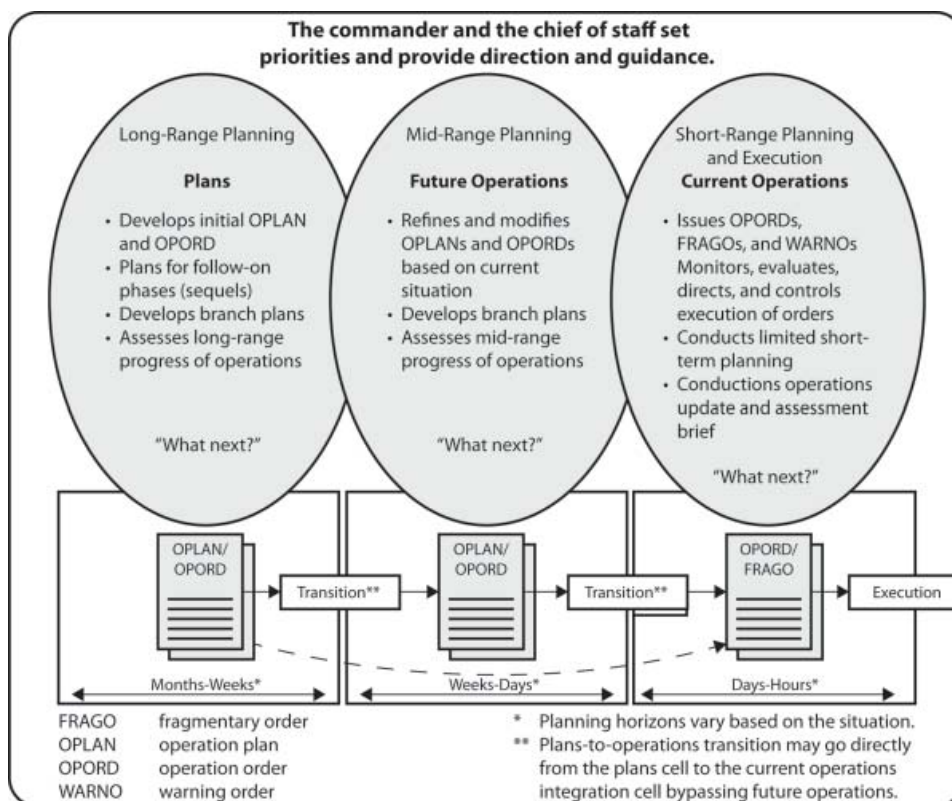 The commander and the chief of staff set
priorities and provide direction and guidance.
Long-Range Planning
Plans
• Develops initial OPLAN
and OPORD
• Plans for follow-on
phases (sequels)
• Develops branch plans
• Assesses long-range
progress of operations
"What next?"
Mid-Range Planning
Future Operations
• Refines and modifies
OPLANs and OPORDs
based on current
situation
• Develops branch plans
• Assesses mid-range
progress of operations
"What next?"
Short-Range Planning
and Execution
Current Operations
• Issues OPORDs,
FRAGOs, and WARNOs
Monitors, evaluates,
directs, and controls
execution of orders
• Conducts limited short-
term planning
• Conductions operations
update and assessment
brief
"What next?"
OPLAN/
OPORD
Transition**
OPLAN/
OPORD
Transition**
OPORD/
FRAGO
Execution
Months-Weeks*
Weeks-Days*
Days-Hours*
FRAGO fragmentary order
OPLAN operation plan
OPORD operation order
WARNO warning order
* Planning horizons vary based on the situation.
** Plans-to-operations transition may go directly
from the plans cell to the current operations
integration cell bypassing future operations.